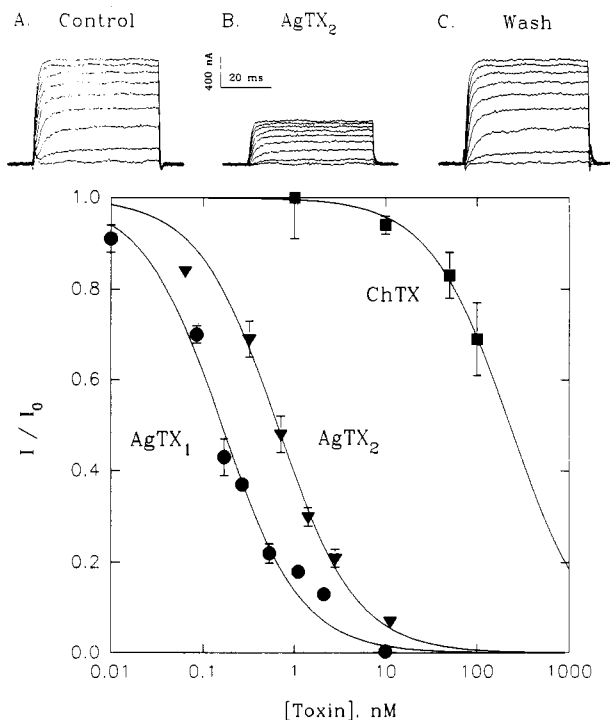 A. Control
B. AgTX2
C. Wash
400 nA
20 ms
1.0
0.8
0.6
0.4
0.2
0.0
I / I0
ChTX
AgTX1
AgTX2
0.01
0.1
1
10
100
1000
[Toxin], nM